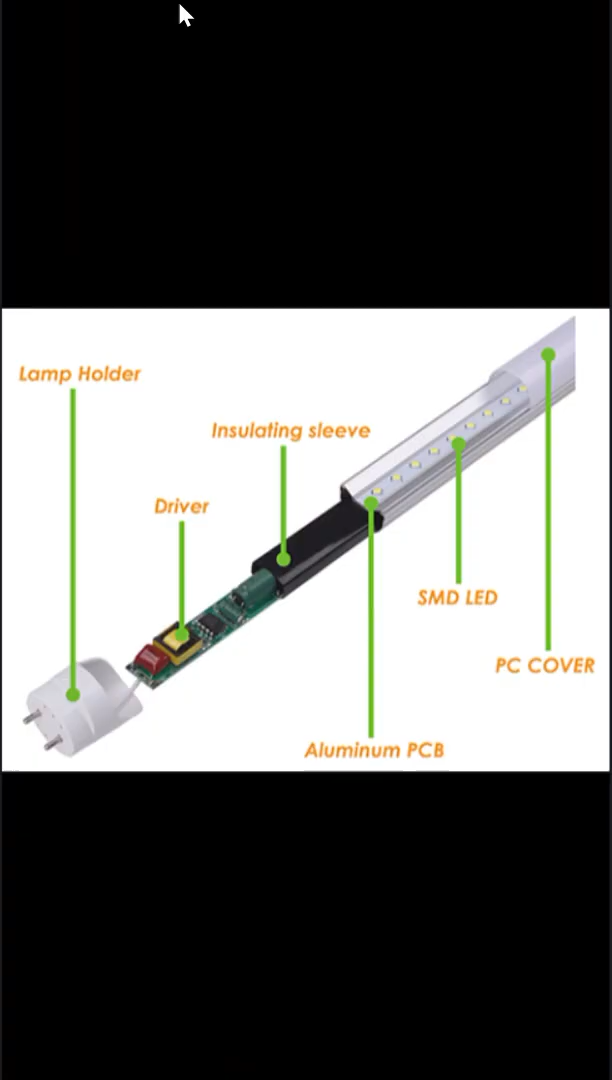 Lamp Holder
Insulating sleeve
Driver
SMD LED
PC COVER
Aluminum PCB